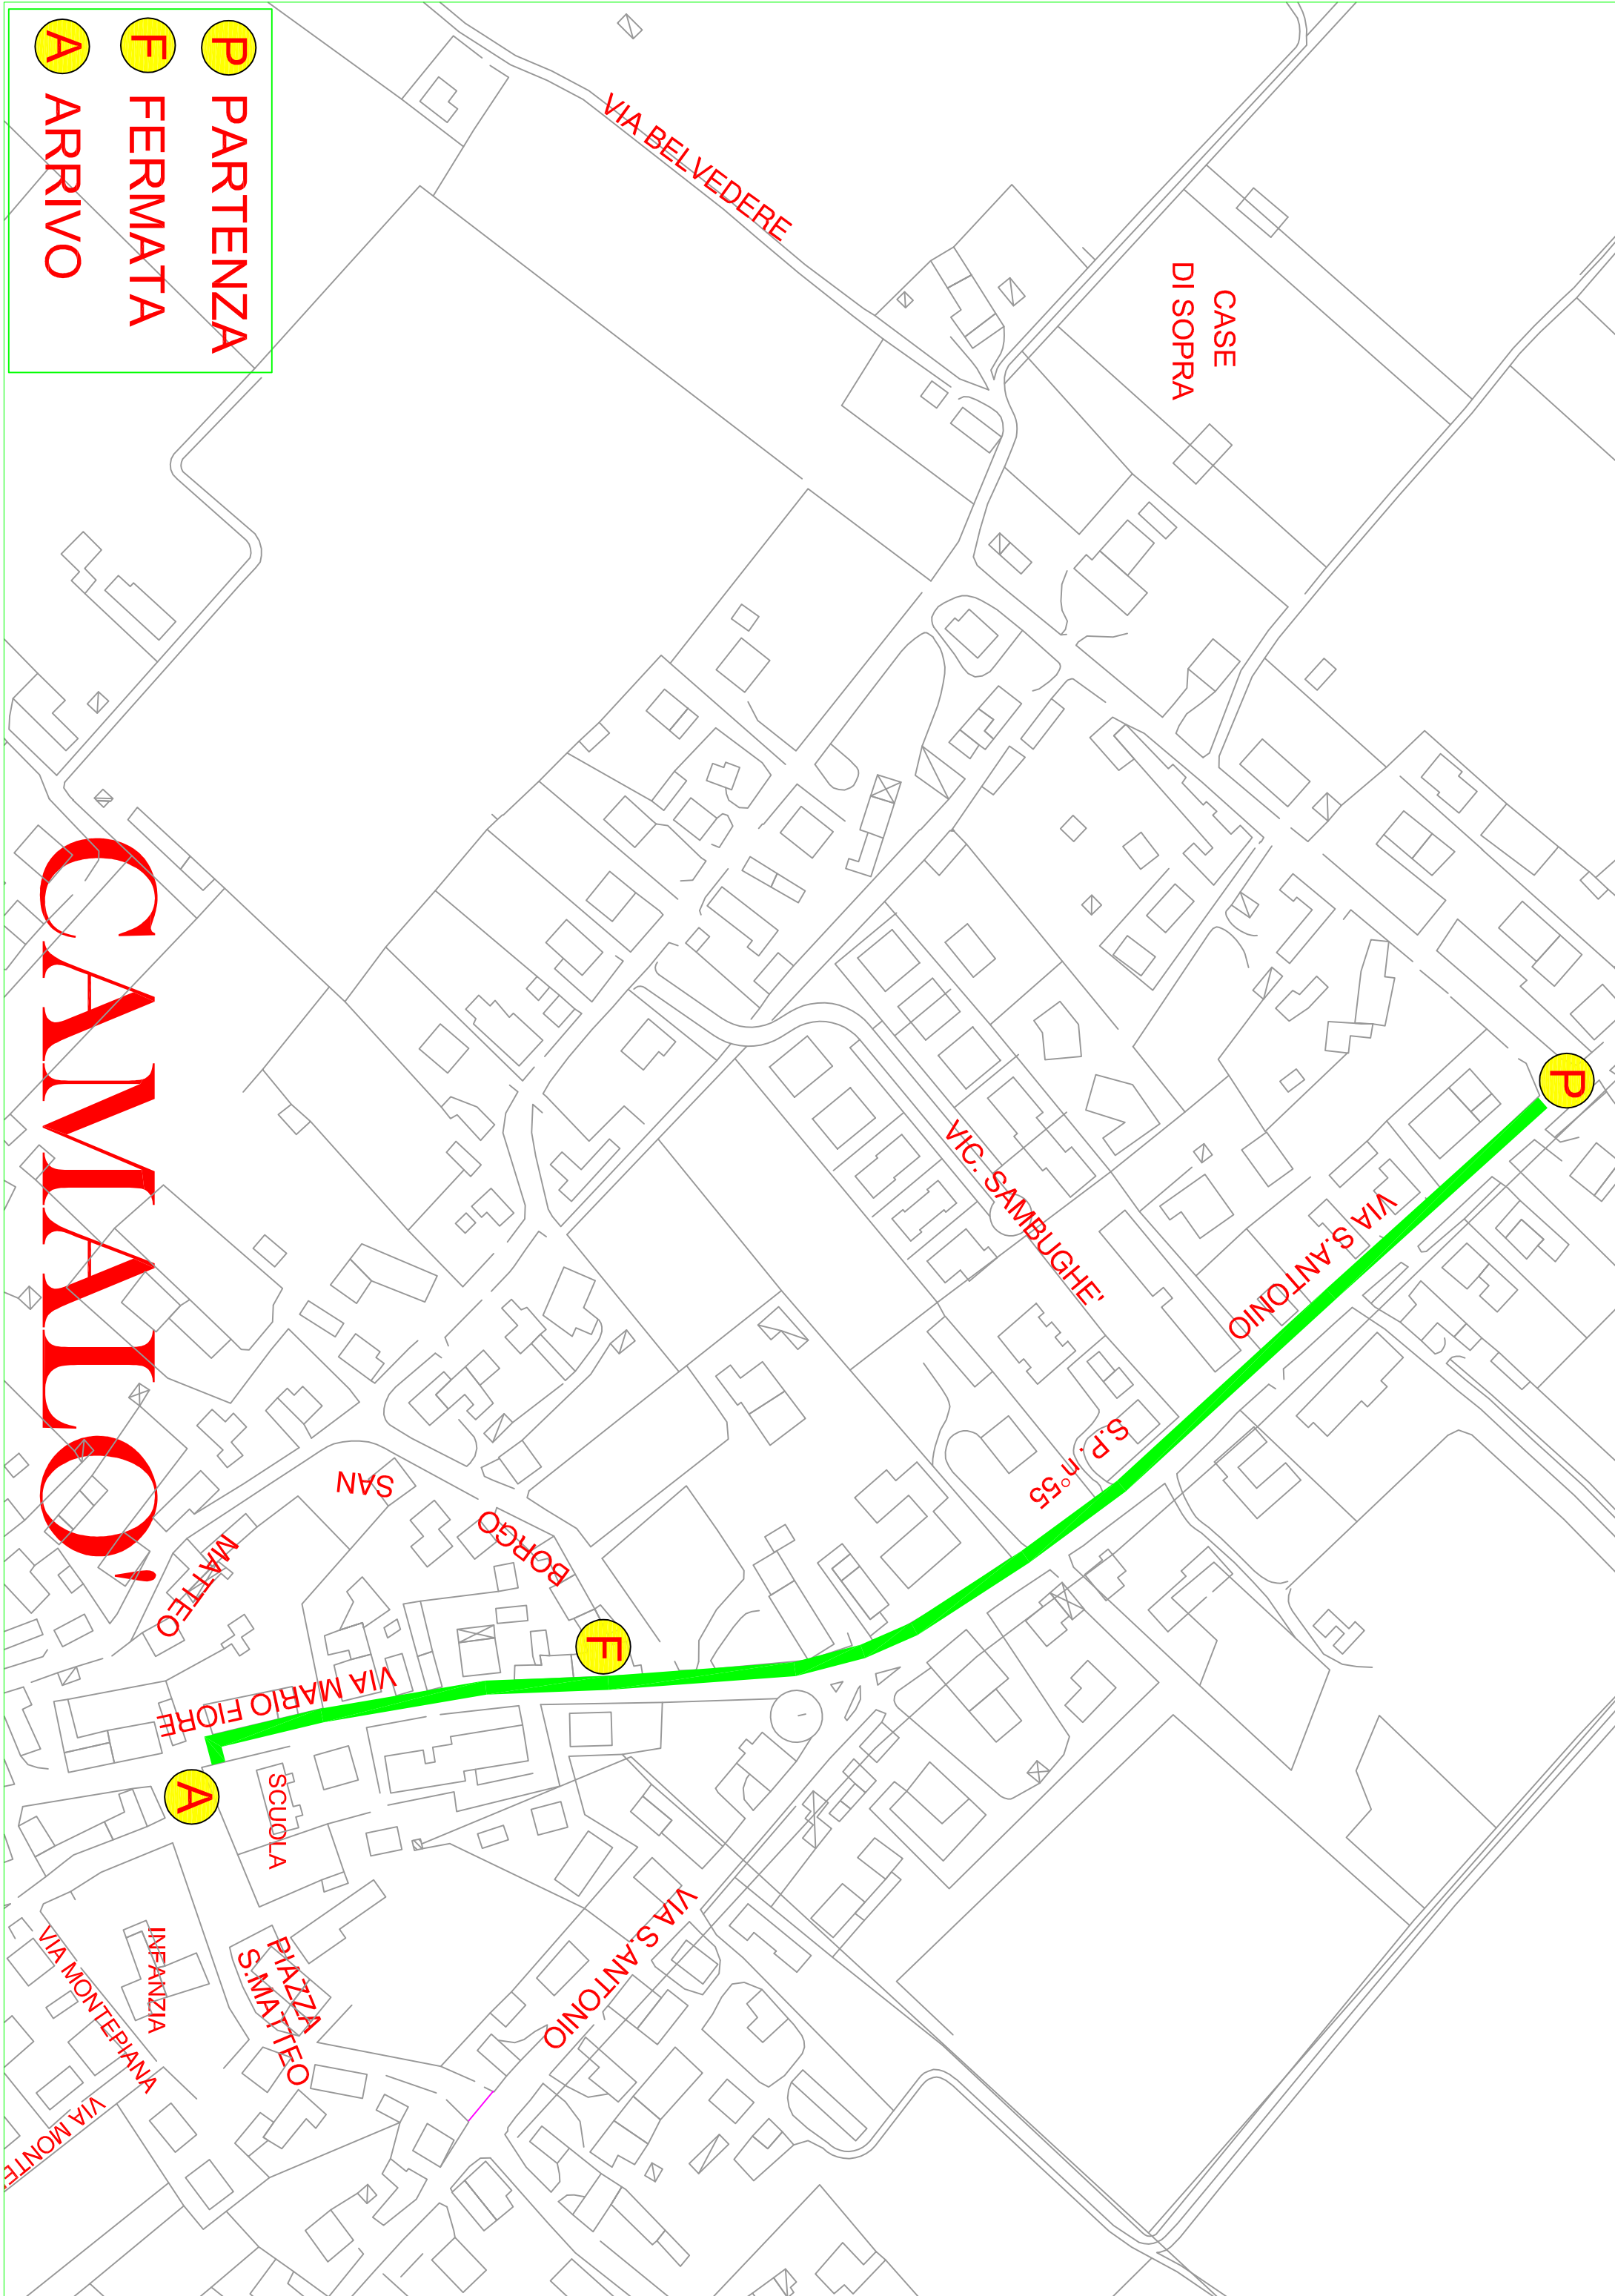 P PARTENZA
F FERMATA
A ARRIVO
CAMALO'
VIA BELVEDERE
CASE
DI SOPRA
P
VIA S.ANTONIO
VIC. SAMBUGHE'
S.P. n°55
SAN
BORGO
MATTEO
F
VIA MARIO FIORE
A
SCUOLA
VIA S.ANTONIO
PIAZZA
S.MATTEO
INFANZIA
VIA MONTEPIANA
VIA MONTE